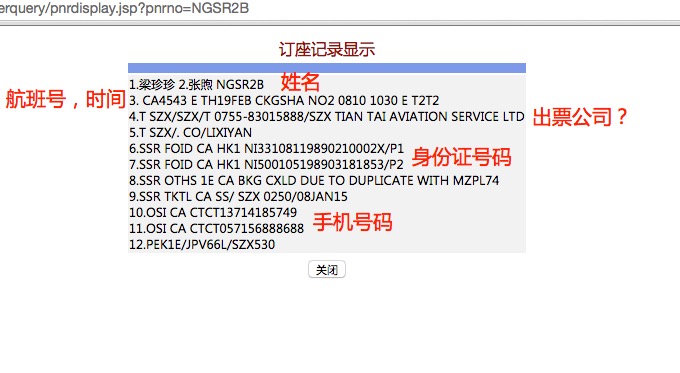 erquery/pnrdisplay.jsp?pnrno=NGSR2B
订座记录显示
1.梁珍珍 2.张煦 NGSR2B 姓名
航班号，时间
3. CA4543 E TH19FEB CKGSHA NO2 0810 1030 E T2T2
4.T SZX/SZX/T 0755-83015888/SZX TIAN TAI AVIATION SERVICE LTD 出票公司？
5.T SZX/. CO/LIXIYAN
6.SSR FOID CA HK1 NI33108119890210002X/P1
身份证号码
7.SSR FOID CA HK1 NI500105198903181853/P2
8.SSR OTHS 1E CA BKG CXLD DUE TO DUPLICATE WITH MZPL74
9.SSR TKTL CA SS/ SZX 0250/08JAN15
10.OSI CA CTCT13714185749
手机号码
11.OSI CA CTCT057156888688
12.PEK1E/JPV66L/SZX530
关闭